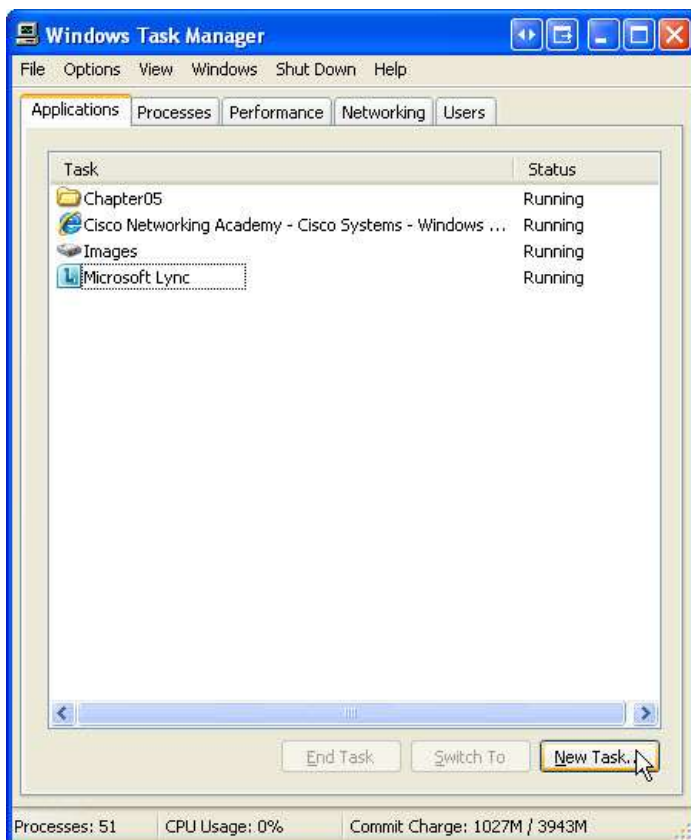 Windows Task Manager
File Options View Windows Shut Down Help
Applications Processes Performance Networking Users
Task Status
Chapter05 Running
Cisco Networking Academy - Cisco Systems - Windows ... Running
Images Running
Microsoft Lync Running
End Task Switch To New Task...
Processes: 51 CPU Usage: 0% Commit Charge: 1027M / 3943M